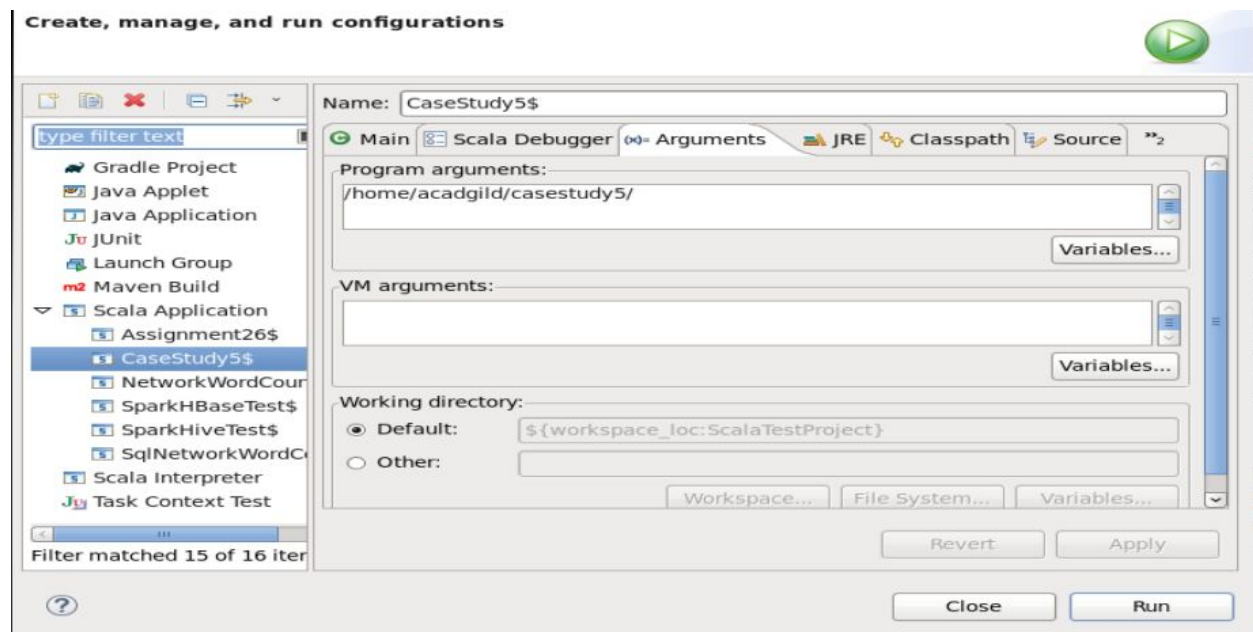 Create, manage, and run configurations
type filter text
Gradle Project
Java Applet
Java Application
Ju JUnit
Launch Group
m2 Maven Build
Scala Application
Assignment26$
CaseStudy5$
NetworkWordCour
SparkHBaseTest$
SparkHiveTest$
SqlNetworkWordC
Scala Interpreter
Ju Task Context Test
Filter matched 15 of 16 iter
Name: CaseStudy5$
Main Scala Debugger (x)= Arguments JRE Classpath Source »2
Program arguments:
/home/acadgild/casestudy5/
Variables...
VM arguments:
Variables...
Working directory:
Default: ${workspace_loc:ScalaTestProject}
Other:
Workspace... File System... Variables...
Revert Apply
? Close Run